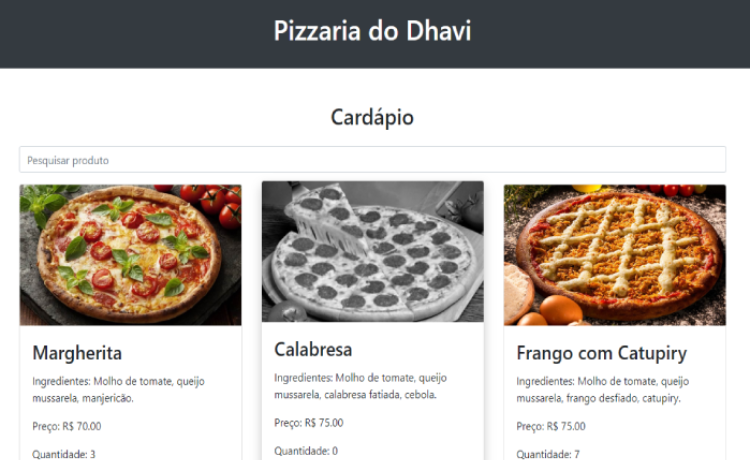 Pizzaria do Dhavi
Cardápio
Pesquisar produto
Margherita
Ingredientes: Molho de tomate, queijo
mussarela, manjericão.
Preço: R$ 70.00
Quantidade: 3
Calabresa
Ingredientes: Molho de tomate, queijo
mussarela, calabresa fatiada, cebola.
Preço: R$ 75.00
Quantidade: 0
Frango com Catupiry
Ingredientes: Molho de tomate, queijo
mussarela, frango desfiado, catupiry.
Preço: R$ 75.00
Quantidade: 7